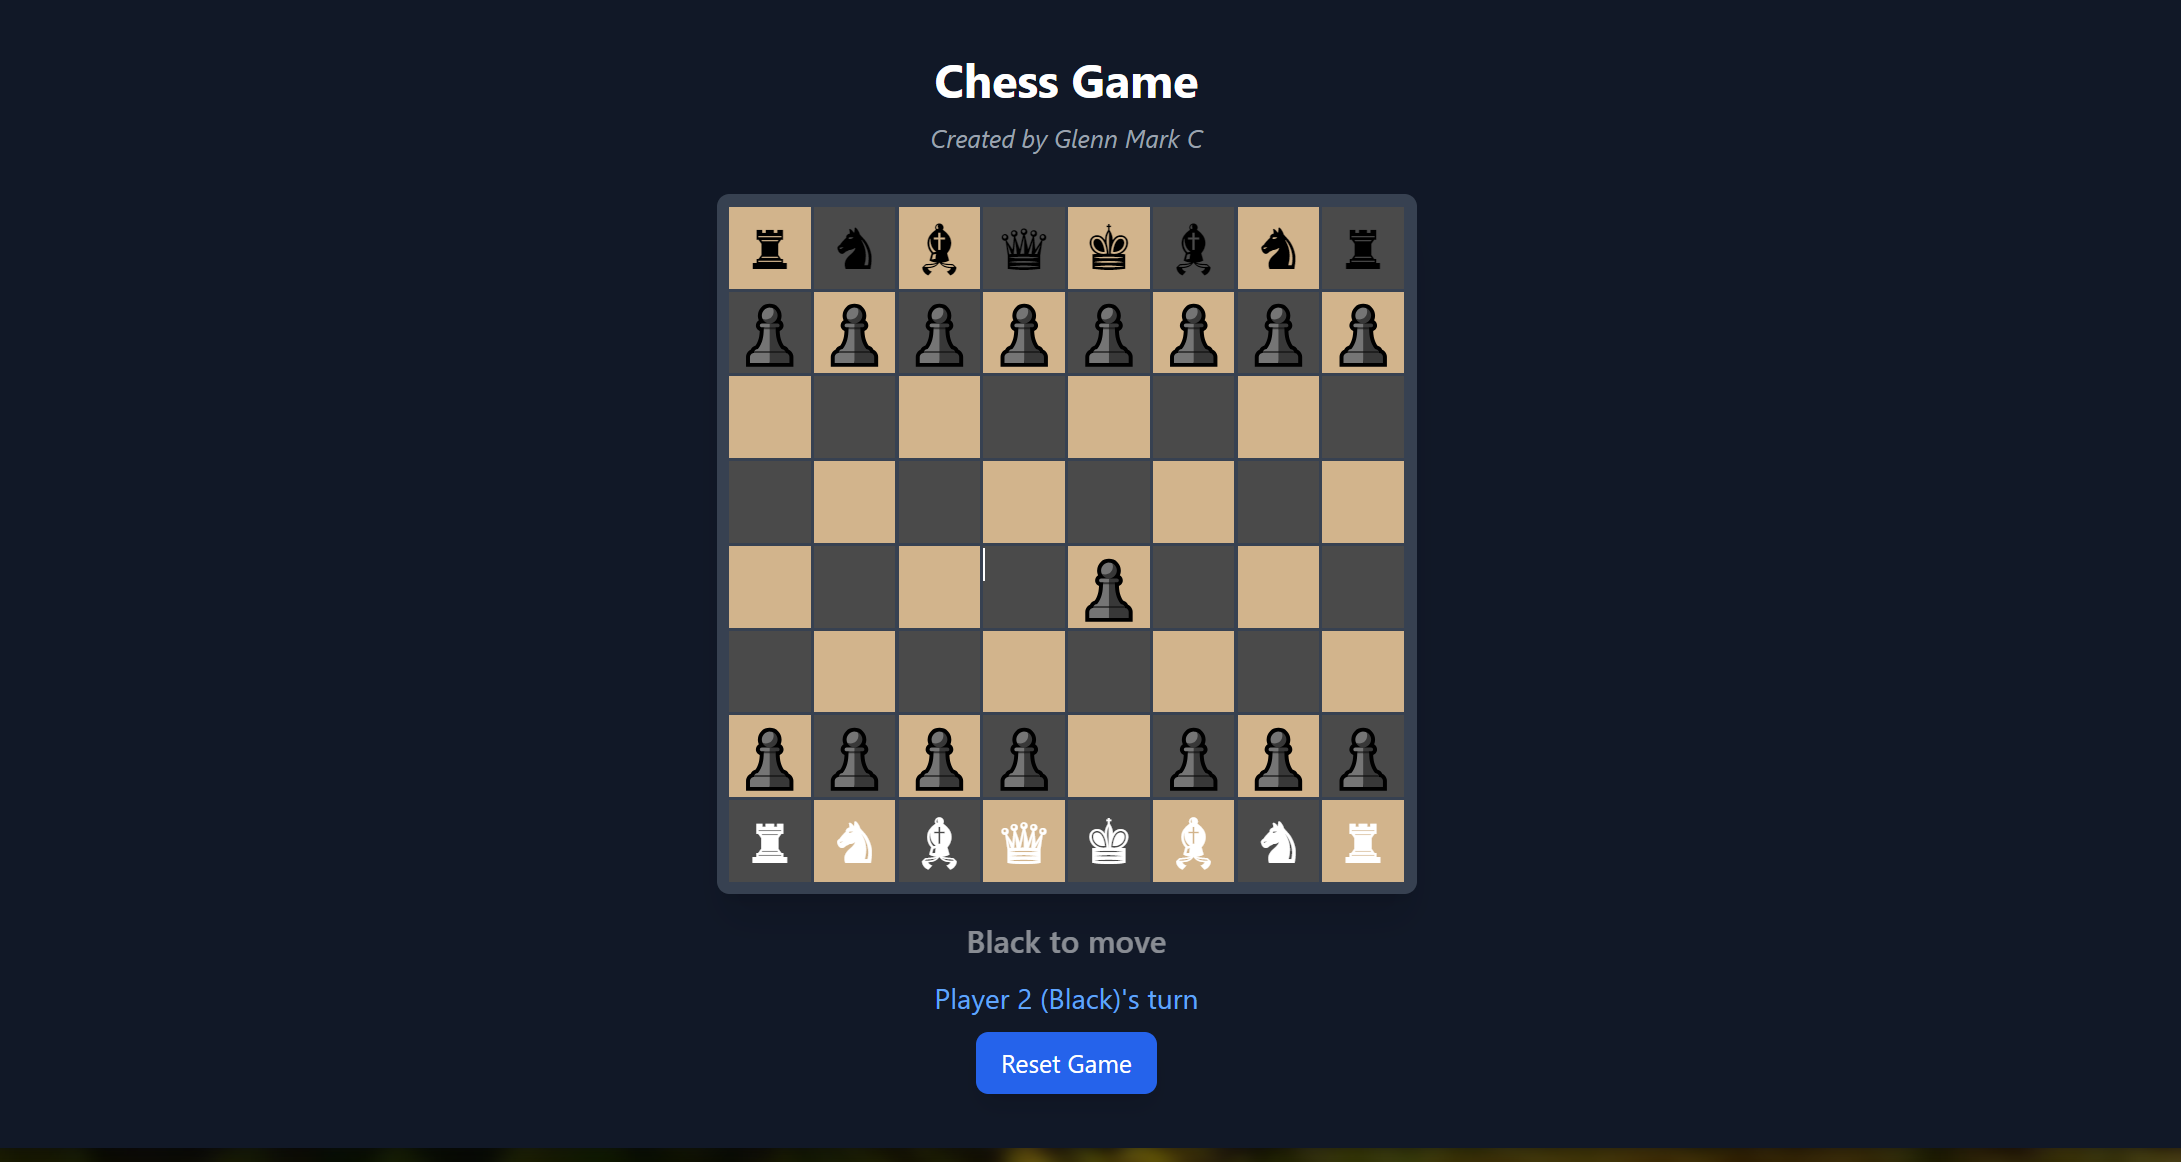 Chess Game
Created by Glenn Mark C
Black to move
Player 2 (Black)'s turn
Reset Game